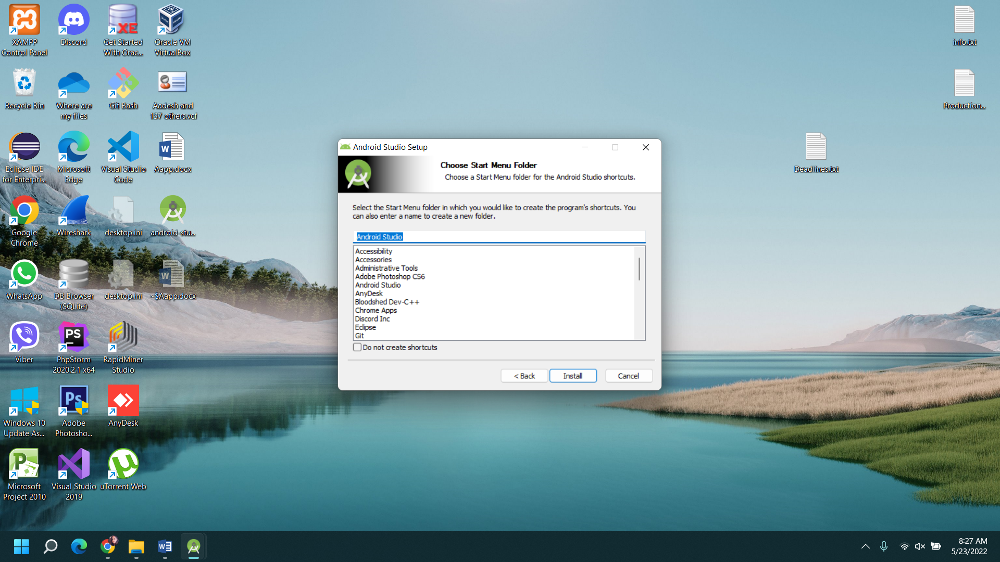 XAMPP
Control Panel
Discord
Get Started
With Orac...
Oracle VM
VirtualBox
info.txt
Recycle Bin
Where are
my files
Git Bash
Aadesh and
137 others.vcf
Production...
Eclipse IDE
for Enterpri...
Microsoft
Edge
Visual Studio
Code
Aapp.docx
Deadlines.txt
Google
Chrome
Wireshark
desktop.ini
android-stu...
WhatsApp
DB Browser
(SQLite)
desktop.ini
~$Aapp.docx
Viber
PhpStorm
2020.2.1 x64
RapidMiner
Studio
Windows 10
Update As...
Adobe
Photosho...
AnyDesk
Microsoft
Project 2010
Visual Studio
2019
uTorrent Web
Android Studio Setup
Choose Start Menu Folder
Choose a Start Menu folder for the Android Studio shortcuts.
Select the Start Menu folder in which you would like to create the program's shortcuts. You
can also enter a name to create a new folder.
Android Studio
Accessibility
Accessories
Administrative Tools
Adobe Photoshop CS6
Android Studio
AnyDesk
Bloodshed Dev-C++
Chrome Apps
Discord Inc
Eclipse
Git
Do not create shortcuts
< Back
Install
Cancel
8:27 AM
5/23/2022